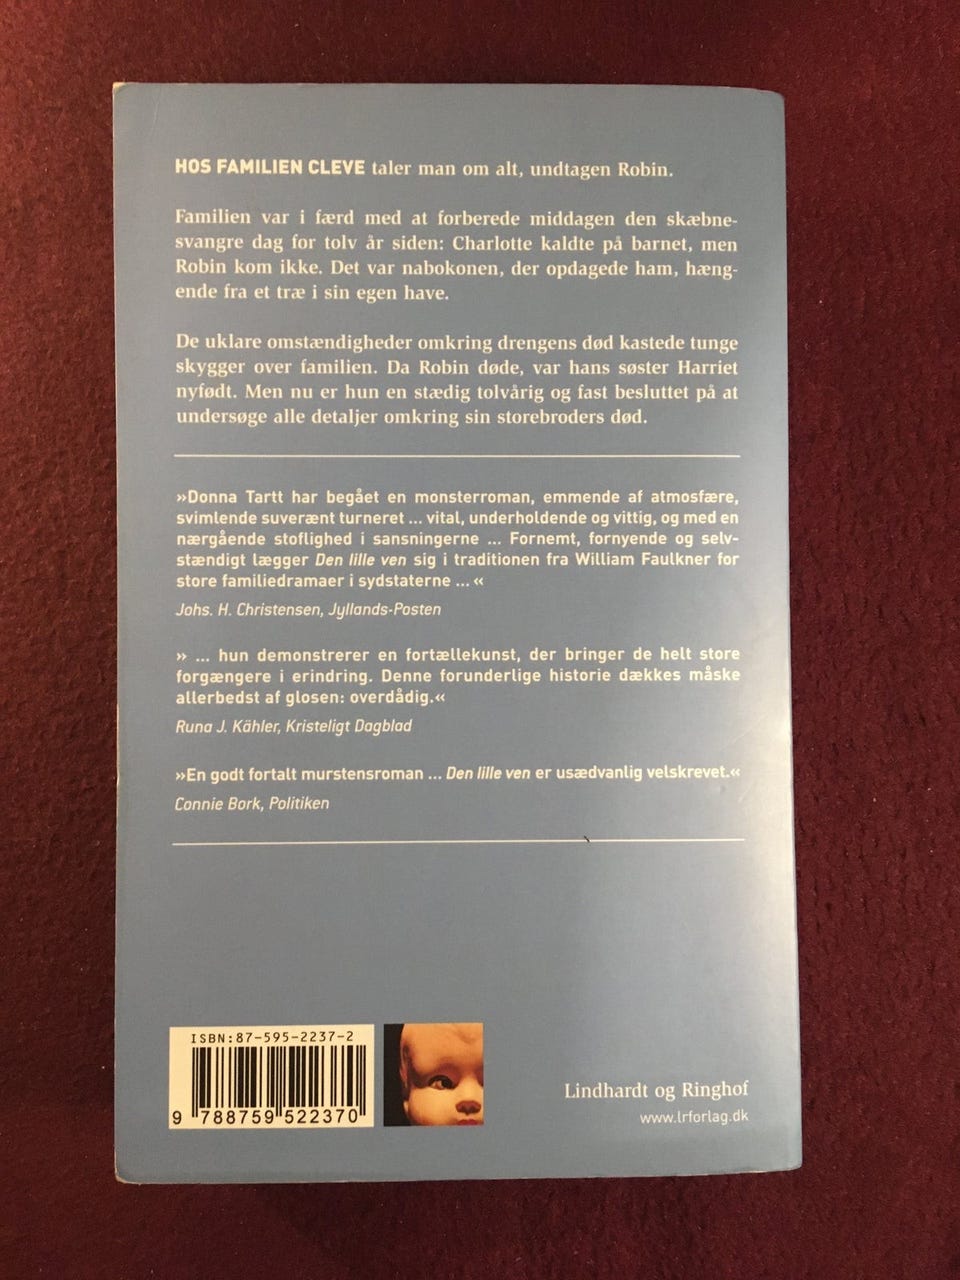 HOS FAMILIEN CLEVE taler man om alt, undtagen Robin.
Familien var i færd med at forberede middagen den skæbne-
svangre dag for tolv år siden: Charlotte kaldte på barnet, men
Robin kom ikke. Det var nabokonen, der opdagede ham, hæng-
ende fra et træ i sin egen have.
De uklare omstændigheder omkring drengens død kastede tunge
skygger over familien. Da Robin døde, var hans søster Harriet
nyfødt. Men nu er hun en stædig tolvårig og fast besluttet på at
undersøge alle detaljer omkring sin storebroders død.
»Donna Tartt har begået en monsterroman, emmende af atmosfære,
svimlende suverænt turneret ... vital, underholdende og vittig, og med en
nærgående stoflighed i sansningerne ... Fornemt, fornyende og selv-
stændigt lægger Den lille ven sig i traditionen fra William Faulkner for
store familiedramaer i sydstaterne ... «
Johs. H. Christensen, Jyllands-Posten
» ... hun demonstrerer en fortællekunst, der bringer de helt store
forgængere i erindring. Denne forunderlige historie dækkes måske
allerbedst af glosen: overdådig.«
Runa J. Kähler, Kristeligt Dagblad
»En godt fortalt murstensroman ... Den lille ven er usædvanlig velskrevet.«
Connie Bork, Politiken
ISBN:87-595-2237-2
9 788759 522370
Lindhardt og Ringhof
www.lrforlag.dk